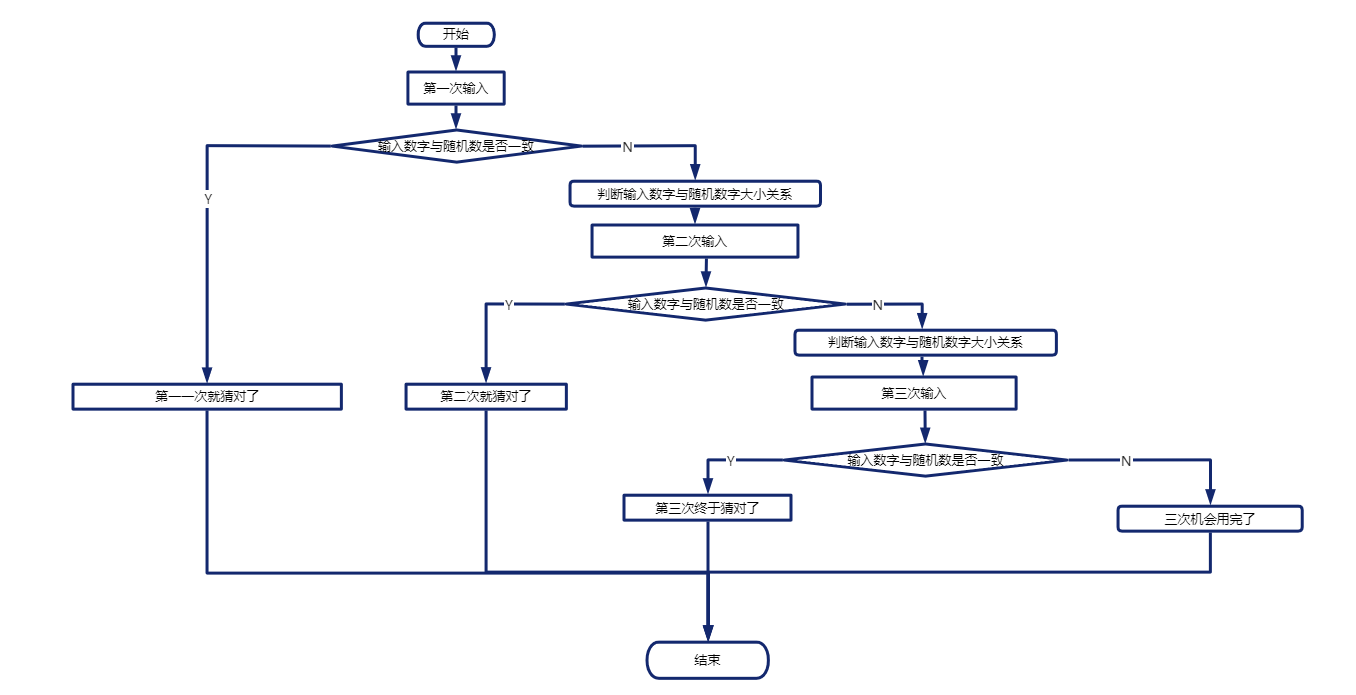 开始
第一次输入
输入数字与随机数是否一致
N
Y
判断输入数字与随机数字大小关系
第二次输入
输入数字与随机数是否一致
Y
N
判断输入数字与随机数字大小关系
第三次输入
第一一次就猜对了
第二次就猜对了
输入数字与随机数是否一致
Y
N
第三次终于猜对了
三次机会用完了
结束